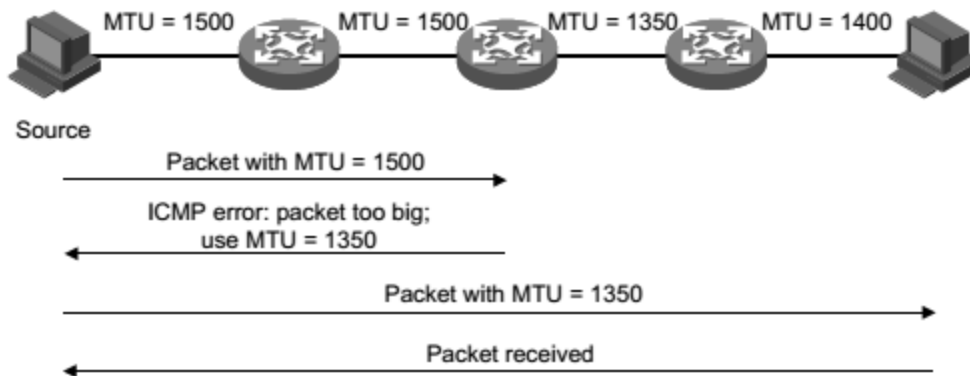 MTU = 1500
MTU = 1500
MTU = 1350
MTU = 1400
Source
Packet with MTU = 1500
ICMP error: packet too big;
use MTU = 1350
Packet with MTU = 1350
Packet received